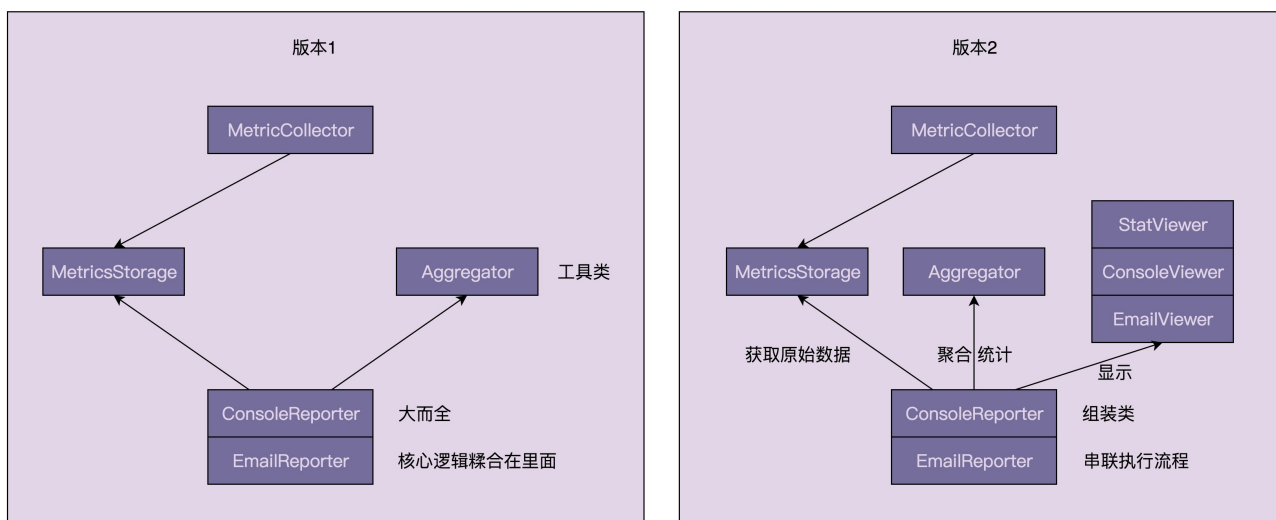 版本1
MetricCollector
MetricsStorage
Aggregator
工具类
ConsoleReporter
大而全
EmailReporter
核心逻辑糅合在里面
版本2
MetricCollector
StatViewer
MetricsStorage
Aggregator
ConsoleViewer
EmailViewer
获取原始数据
聚合 统计
显示
ConsoleReporter
组装类
EmailReporter
串联执行流程